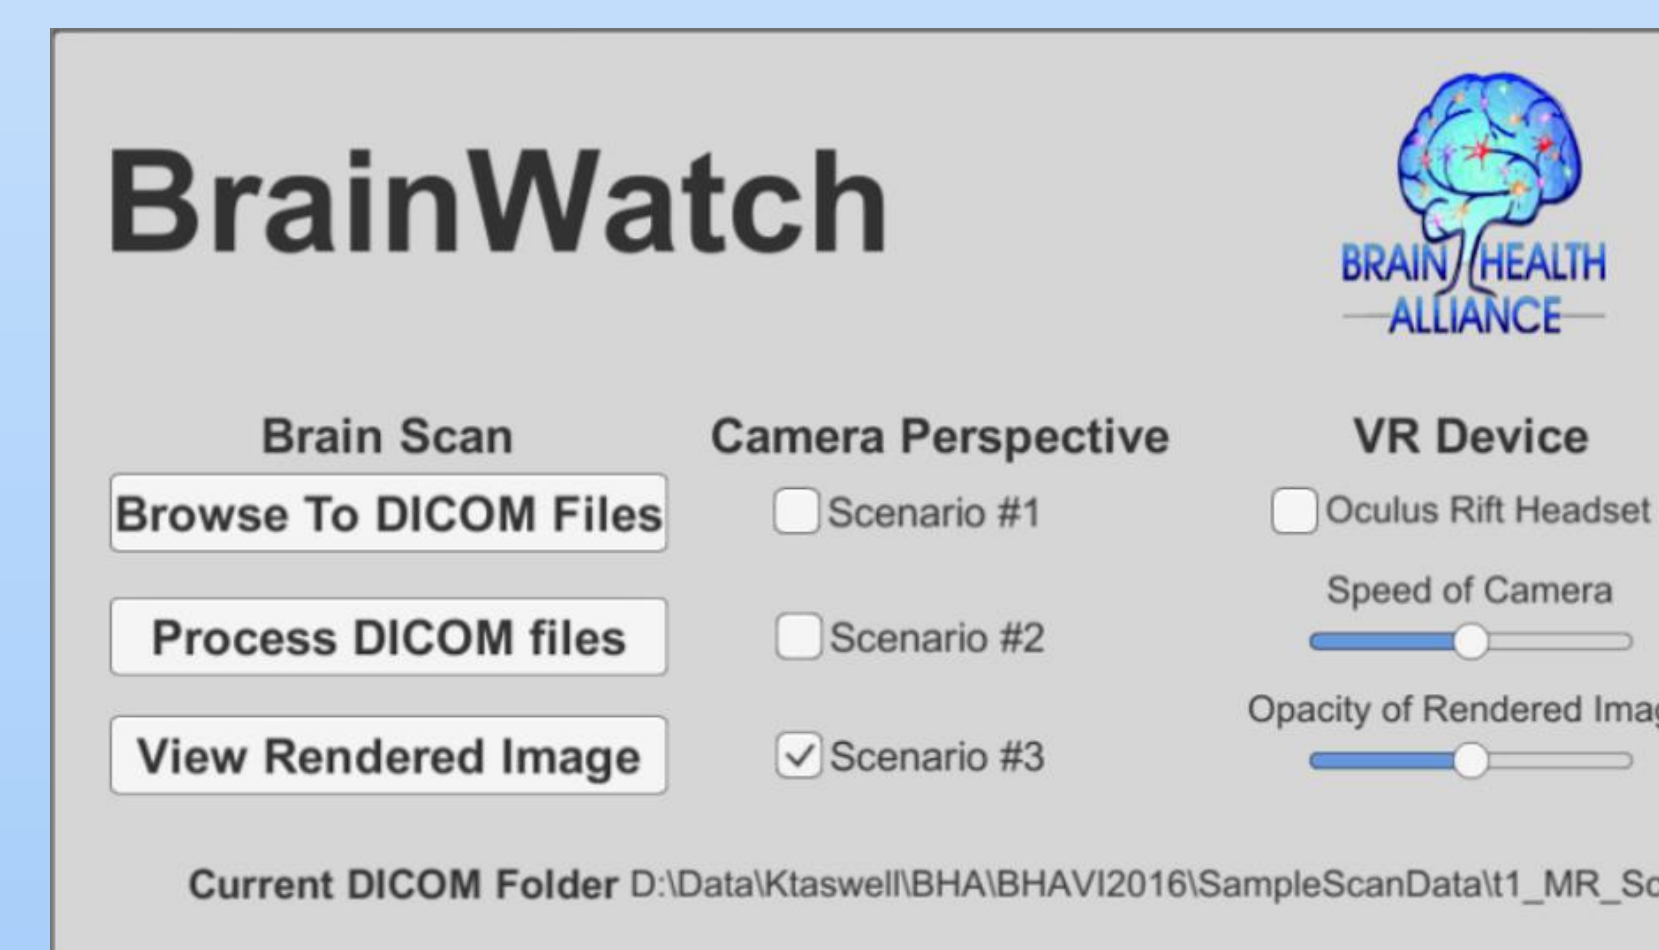 BrainWatch
BRAIN HEALTH
ALLIANCE
Brain Scan
Browse To DICOM Files
Process DICOM files
View Rendered Image
Camera Perspective
Scenario #1
Scenario #2
Scenario #3
VR Device
Oculus Rift Headset
Speed of Camera
Opacity of Rendered
Current DICOM Folder D:\Data\Ktaswell\BHA\BHAVI2016\SampleScanData\t1_MR_Sc